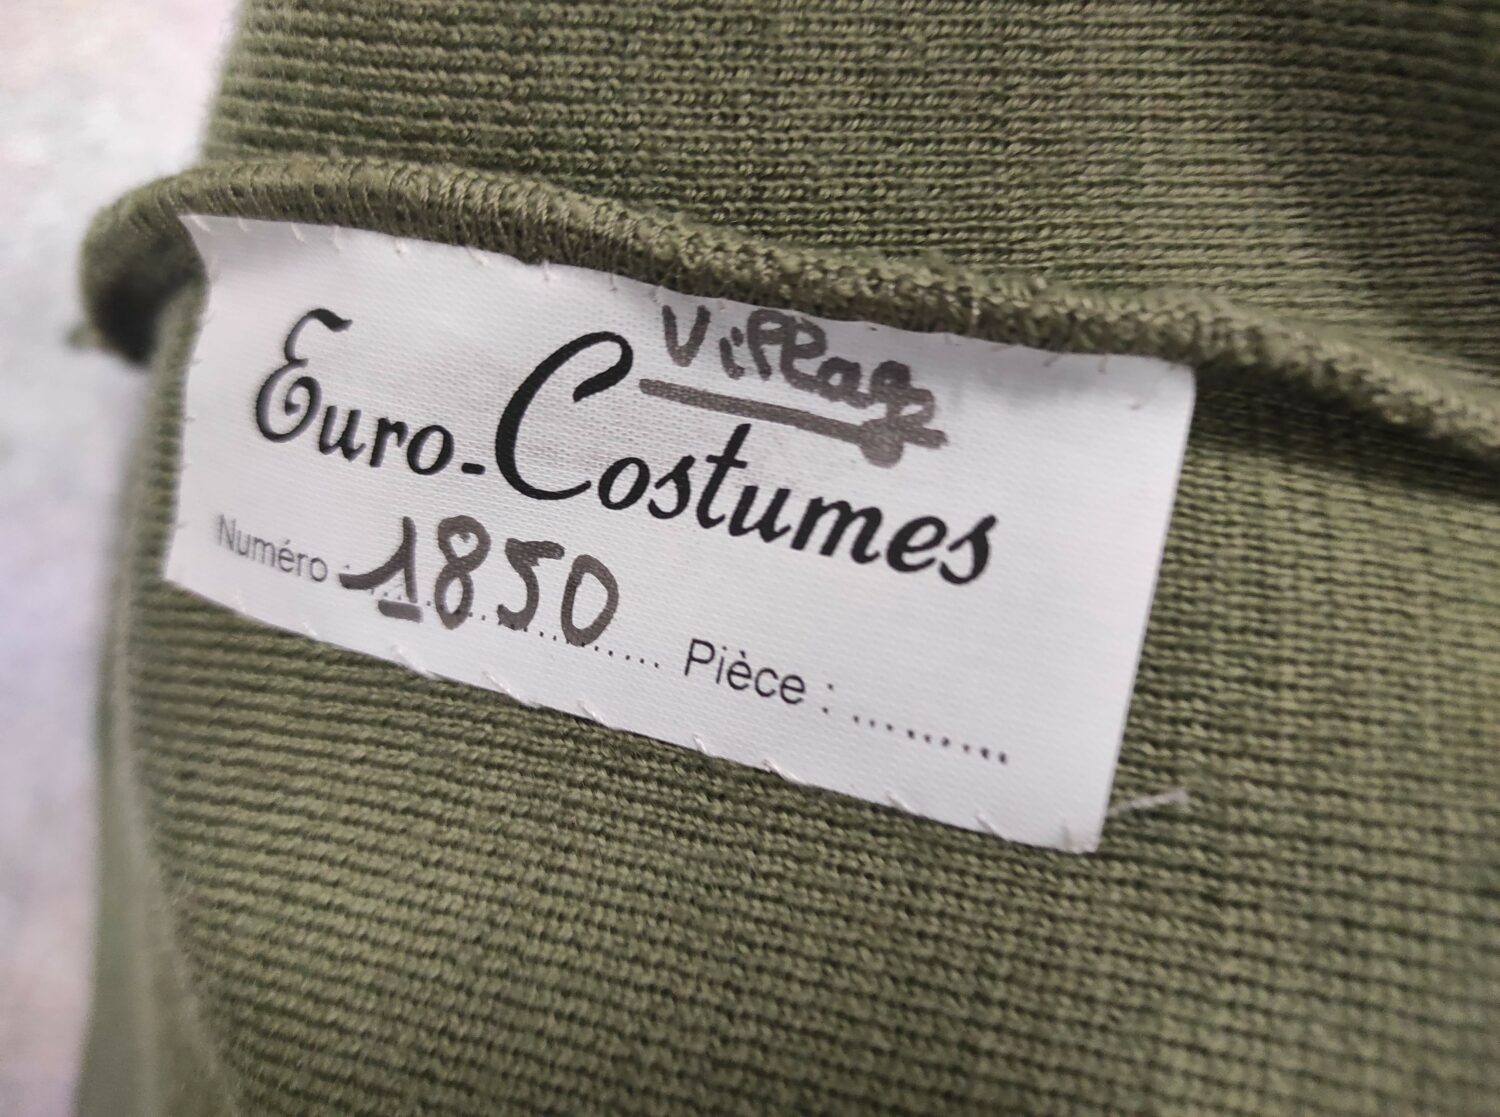 Village
Euro-Costumes
Numéro : 1850 Pièce : .........